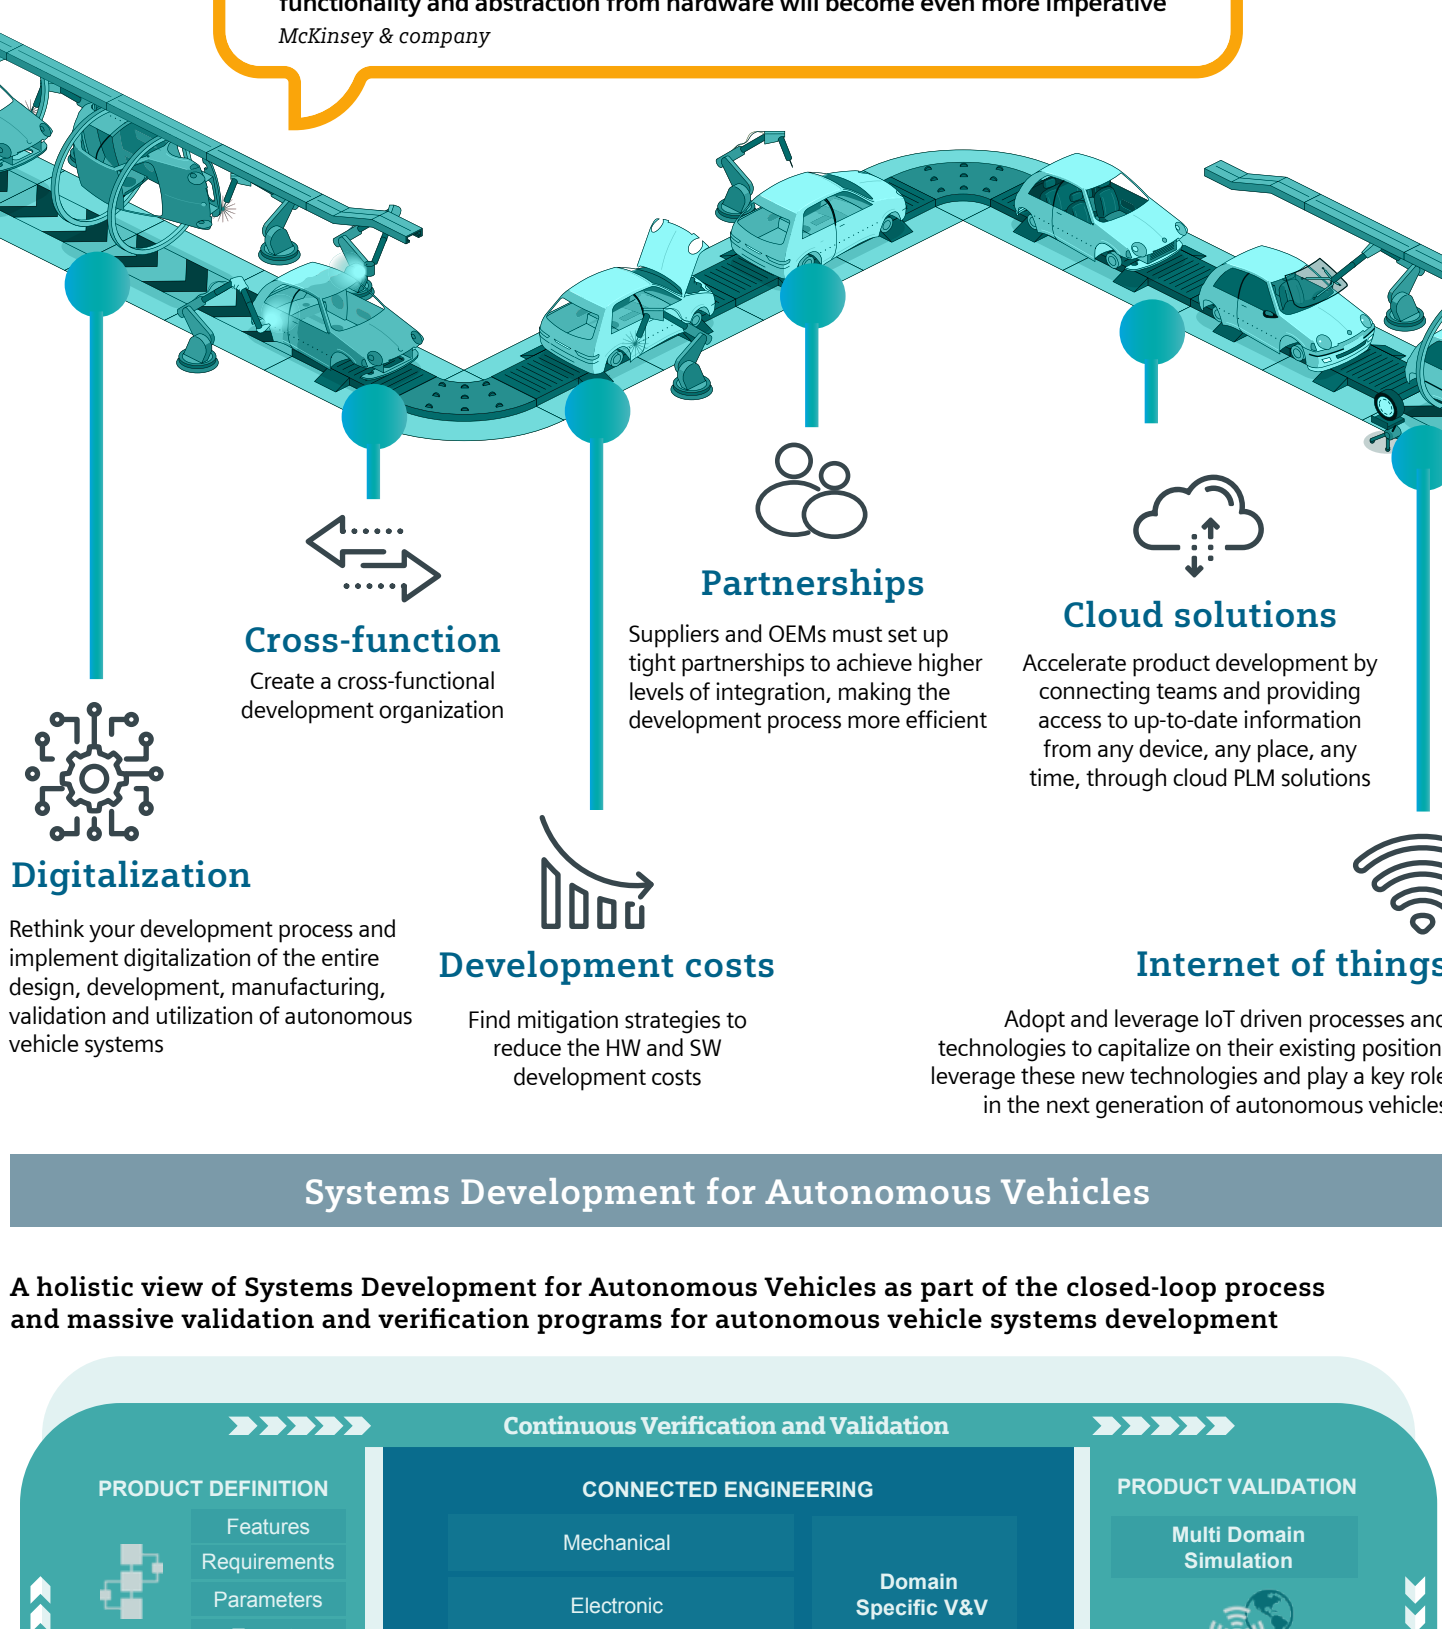 functionality and abstraction from hardware will become even more imperative
McKinsey & company
Partnerships
Suppliers and OEMs must set up
tight partnerships to achieve higher
levels of integration, making the
development process more efficient
Cloud solutions
Accelerate product development by
connecting teams and providing
access to up-to-date information
from any device, any place, any
time, through cloud PLM solutions
Cross-function
Create a cross-functional
development organization
Digitalization
Rethink your development process and
implement digitalization of the entire
design, development, manufacturing,
validation and utilization of autonomous
vehicle systems
Development costs
Find mitigation strategies to
reduce the HW and SW
development costs
Internet of things
Adopt and leverage IoT driven processes and
technologies to capitalize on their existing position
leverage these new technologies and play a key role
in the next generation of autonomous vehicles
Systems Development for Autonomous Vehicles
A holistic view of Systems Development for Autonomous Vehicles as part of the closed-loop process
and massive validation and verification programs for autonomous vehicle systems development
Continuous Verification and Validation
PRODUCT DEFINITION
Features
Requirements
Parameters
CONNECTED ENGINEERING
Mechanical
Electronic
Domain
Specific V&V
PRODUCT VALIDATION
Multi Domain
Simulation